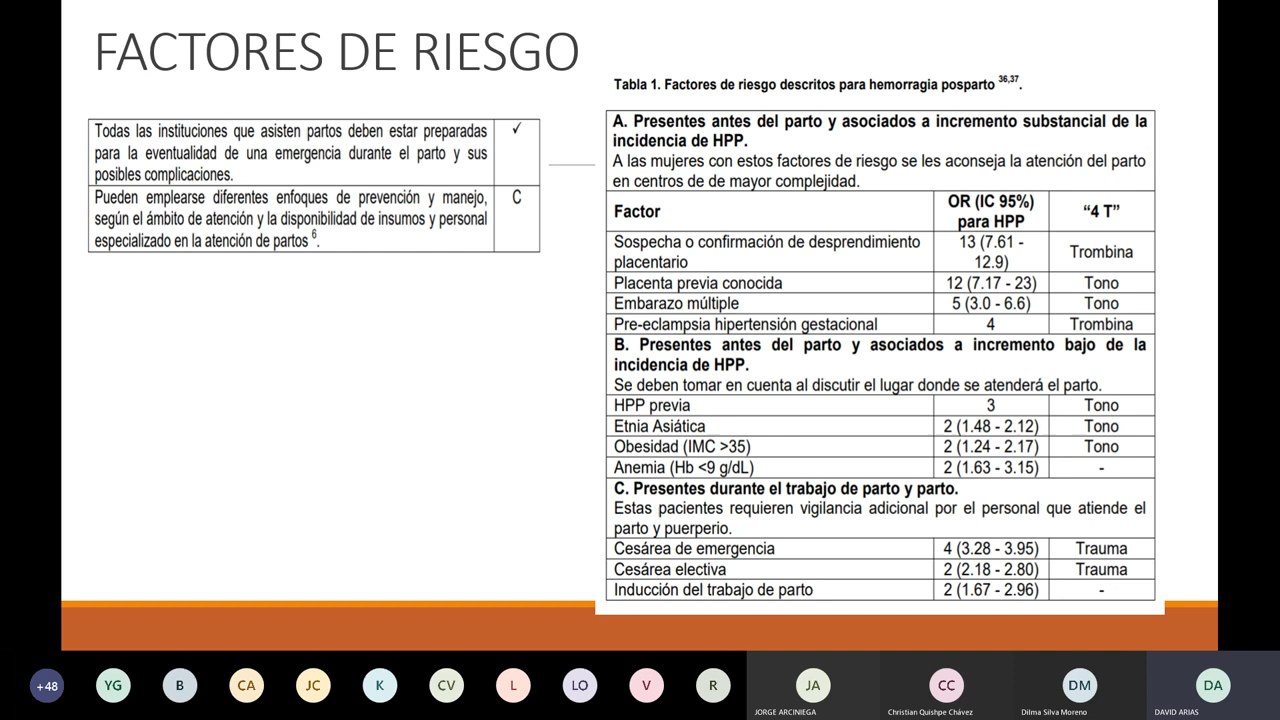 FACTORES DE RIESGO
Todas las instituciones que asisten partos deben estar preparadas ✓
para la eventualidad de una emergencia durante el parto y sus
posibles complicaciones.
Pueden emplearse diferentes enfoques de prevención y manejo, C
según el ámbito de atención y la disponibilidad de insumos y personal
especializado en la atención de partos 6.
Tabla 1. Factores de riesgo descritos para hemorragia posparto 36,37.
A. Presentes antes del parto y asociados a incremento substancial de la
incidencia de HPP.
A las mujeres con estos factores de riesgo se les aconseja la atención del parto
en centros de de mayor complejidad.
Factor OR (IC 95%) para HPP "4 T"
Sospecha o confirmación de desprendimiento placentario 13 (7.61 - 12.9) Trombina
Placenta previa conocida 12 (7.17 - 23) Tono
Embarazo múltiple 5 (3.0 - 6.6) Tono
Pre-eclampsia hipertensión gestacional 4 Trombina
B. Presentes antes del parto y asociados a incremento bajo de la
incidencia de HPP.
Se deben tomar en cuenta al discutir el lugar donde se atenderá el parto.
HPP previa 3 Tono
Etnia Asiática 2 (1.48 - 2.12) Tono
Obesidad (IMC >35) 2 (1.24 - 2.17) Tono
Anemia (Hb <9 g/dL) 2 (1.63 - 3.15) -
C. Presentes durante el trabajo de parto y parto.
Estas pacientes requieren vigilancia adicional por el personal que atiende el
parto y puerperio.
Cesárea de emergencia 4 (3.28 - 3.95) Trauma
Cesárea electiva 2 (2.18 - 2.80) Trauma
Inducción del trabajo de parto 2 (1.67 - 2.96) -
+48 YG B CA JC K CV L LO V R JA CC DM DA
JORGE ARCINIEGA Christian Quishpe Chávez Dilma Silva Moreno DAVID ARIAS